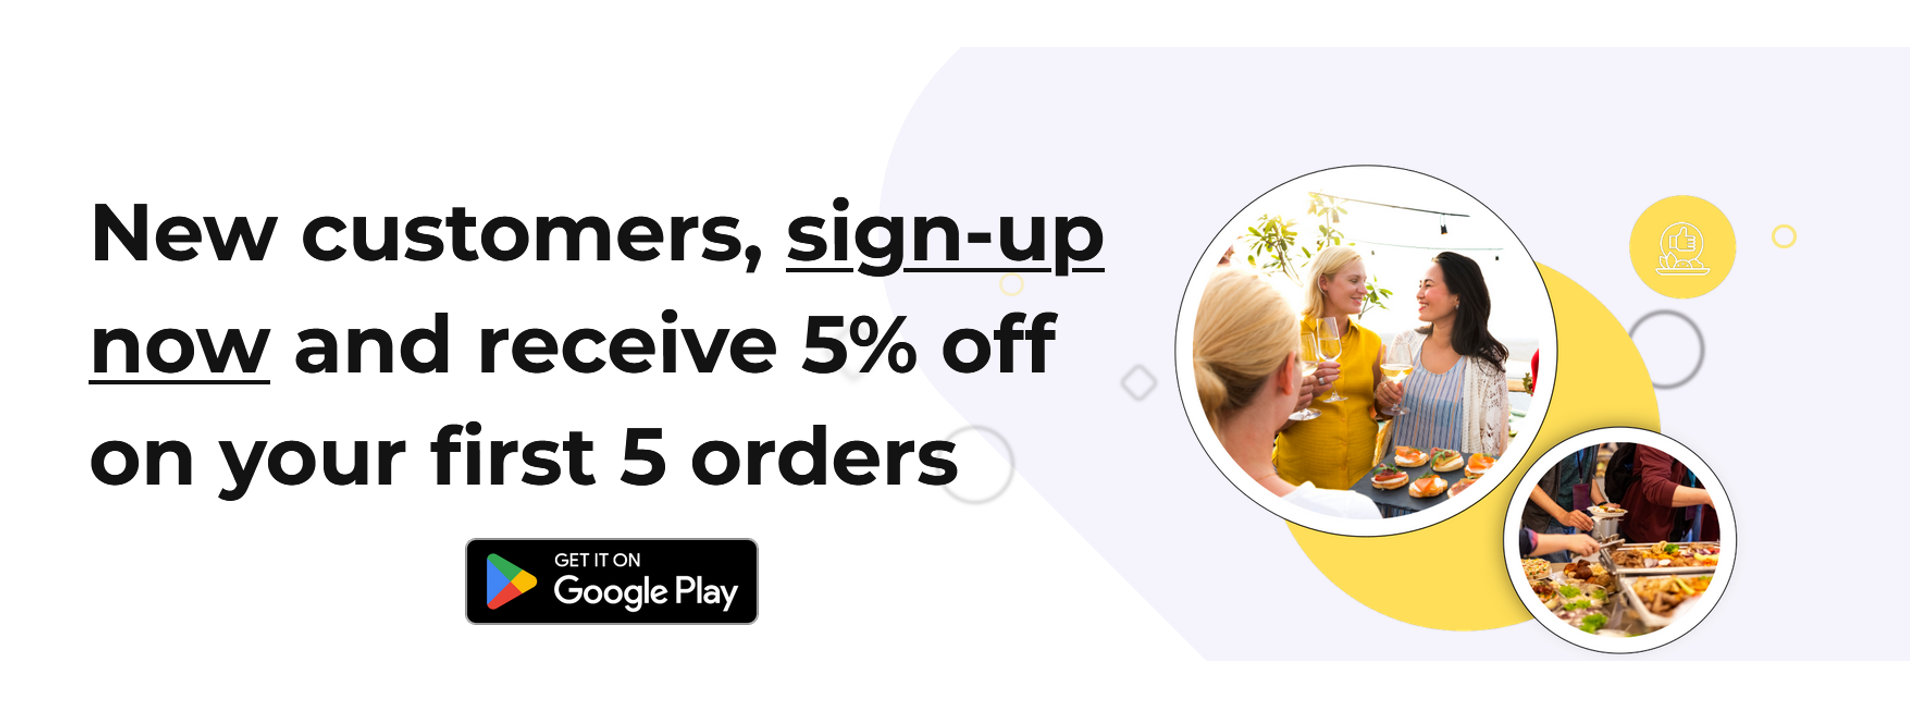 New customers, sign-up
now and receive 5% off
on your first 5 orders
GET IT ON
Google Play